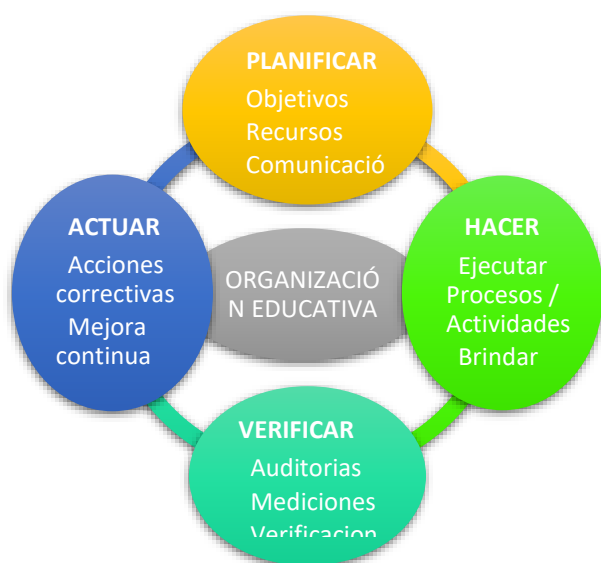 PLANIFICAR
Objetivos
Recursos
Comunicació
HACER
Ejecutar
Procesos /
Actividades
Brindar
VERIFICAR
Auditorias
Mediciones
Verificacion
ACTUAR
Acciones
correctivas
Mejora
continua
ORGANIZACIÓ
N EDUCATIVA